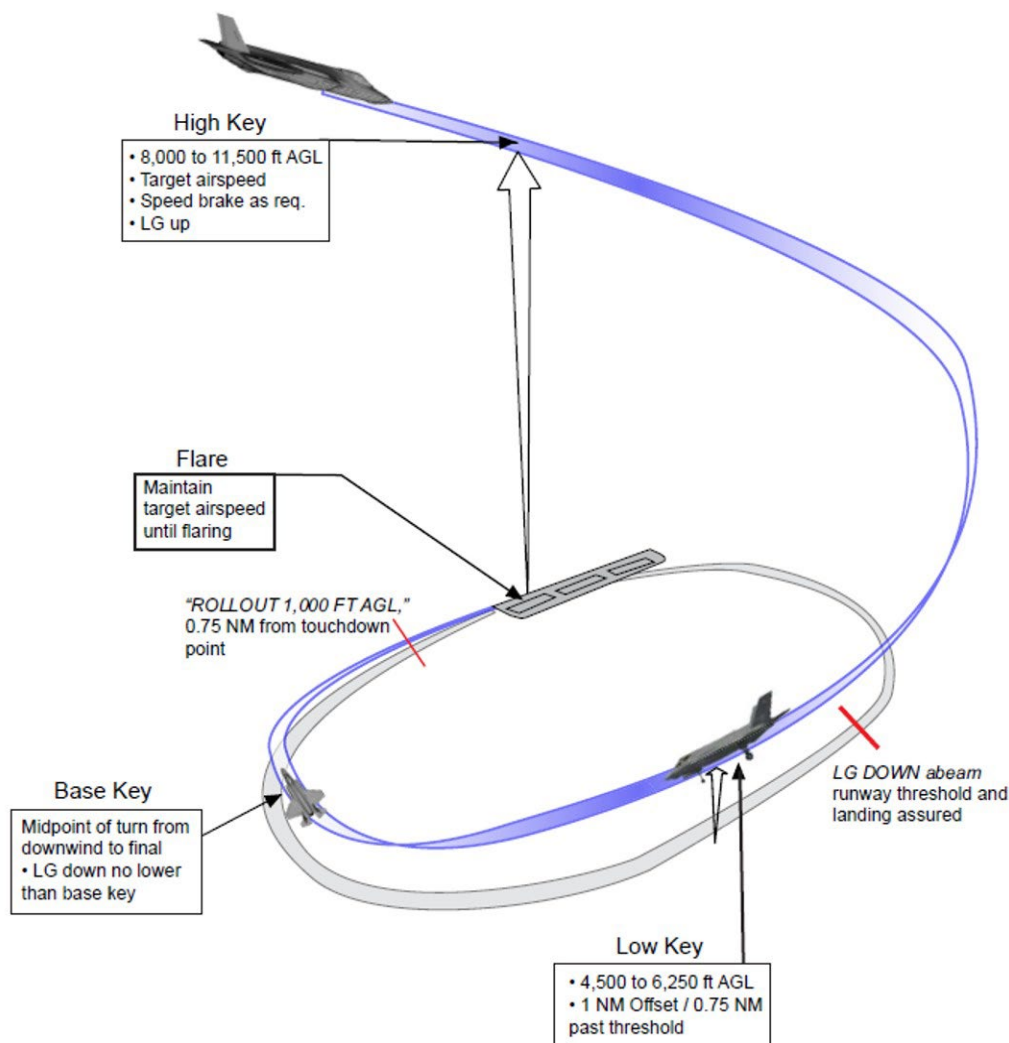 High Key
• 8,000 to 11,500 ft AGL
• Target airspeed
• Speed brake as req.
• LG up
Flare
Maintain
target airspeed
until flaring
“ROLLOUT 1,000 FT AGL,”
0.75 NM from touchdown
point
Base Key
Midpoint of turn from
downwind to final
• LG down no lower
than base key
LG DOWN abeam
runway threshold and
landing assured
Low Key
• 4,500 to 6,250 ft AGL
• 1 NM Offset / 0.75 NM
past threshold